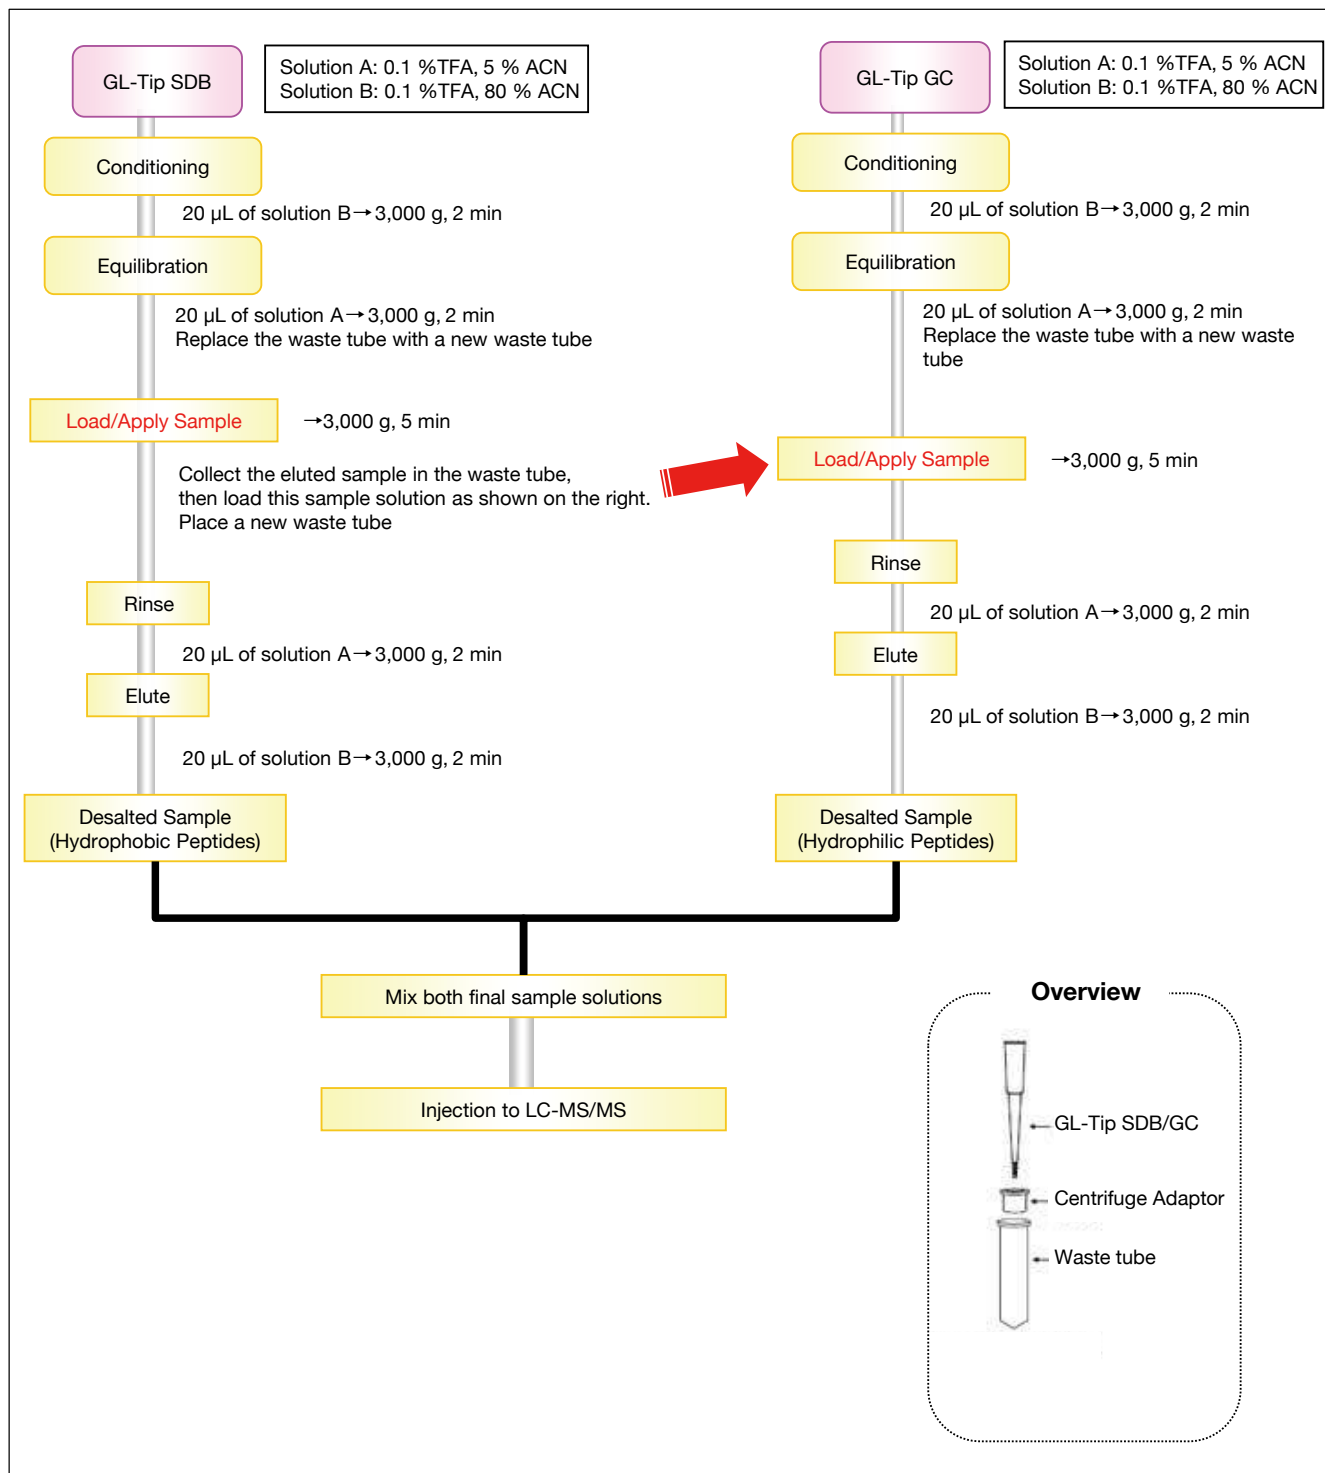 GL-Tip SDB
Solution A: 0.1 %TFA, 5 % ACN
Solution B: 0.1 %TFA, 80 % ACN
Conditioning
20 µL of solution B→3,000 g, 2 min
Equilibration
20 µL of solution A→3,000 g, 2 min
Replace the waste tube with a new waste tube
Load/Apply Sample
→3,000 g, 5 min
Collect the eluted sample in the waste tube,
then load this sample solution as shown on the right.
Place a new waste tube
Rinse
20 µL of solution A→3,000 g, 2 min
Elute
20 µL of solution B→3,000 g, 2 min
Desalted Sample
(Hydrophobic Peptides)
GL-Tip GC
Solution A: 0.1 %TFA, 5 % ACN
Solution B: 0.1 %TFA, 80 % ACN
Conditioning
20 µL of solution B→3,000 g, 2 min
Equilibration
20 µL of solution A→3,000 g, 2 min
Replace the waste tube with a new waste
tube
Load/Apply Sample
→3,000 g, 5 min
Rinse
20 µL of solution A→3,000 g, 2 min
Elute
20 µL of solution B→3,000 g, 2 min
Desalted Sample
(Hydrophilic Peptides)
Mix both final sample solutions
Injection to LC-MS/MS
Overview
GL-Tip SDB/GC
Centrifuge Adaptor
Waste tube